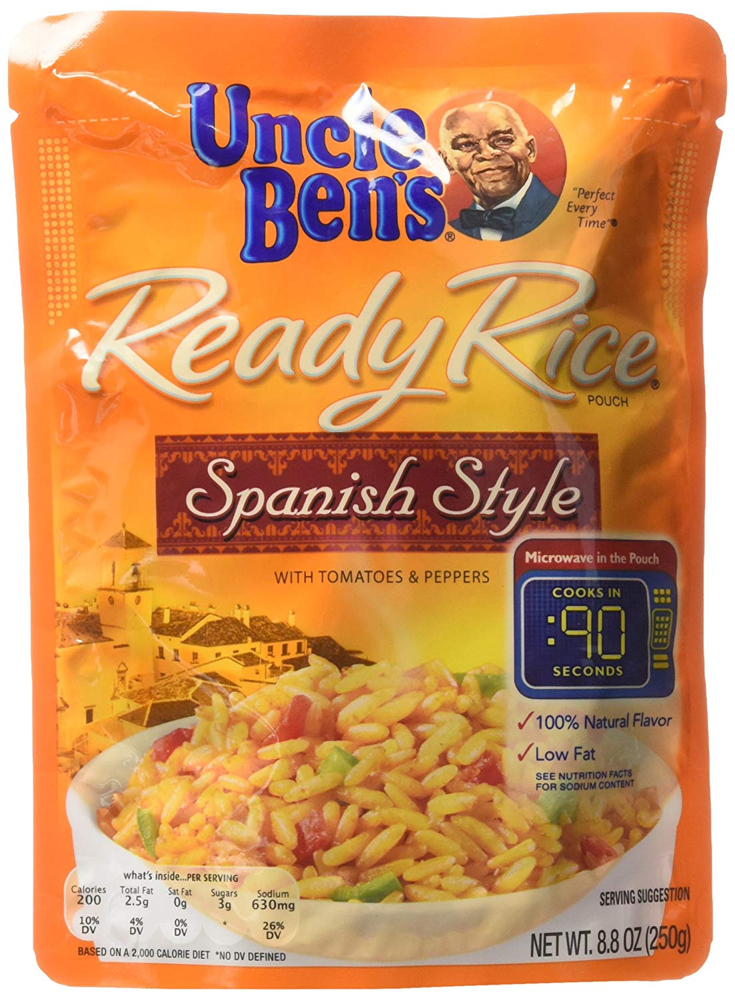 Uncle
Ben's®
"Perfect
Every
Time"®
Ready Rice®
POUCH
Spanish Style
WITH TOMATOES & PEPPERS
Microwave in the Pouch
COOKS IN
:90
SECONDS
✓100% Natural Flavor
✓Low Fat
SEE NUTRITION FACTS
FOR SODIUM CONTENT
what's inside...PER SERVING
Calories Total Fat Sat Fat Sugars Sodium
200 2.5g 0g 3g 630mg
10% 4% 0% * 26%
DV DV DV DV
BASED ON A 2,000 CALORIE DIET *NO DV DEFINED
SERVING SUGGESTION
NET WT. 8.8 OZ (250g)